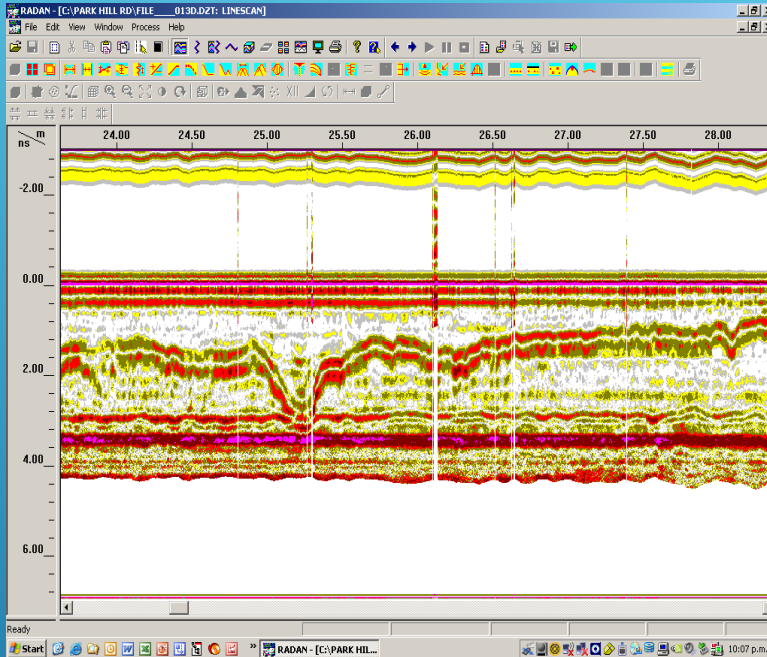 RADAN - [C:\PARK HILL RD\FILE____013D.DZT: LINESCAN]
File Edit View Window Process Help
m
ns
24.00 24.50 25.00 25.50 26.00 26.50 27.00 27.50 28.00
-2.00
0.00
2.00
4.00
6.00
Ready
Start
RADAN - [C:\PARK HIL...
10:07 p.m.